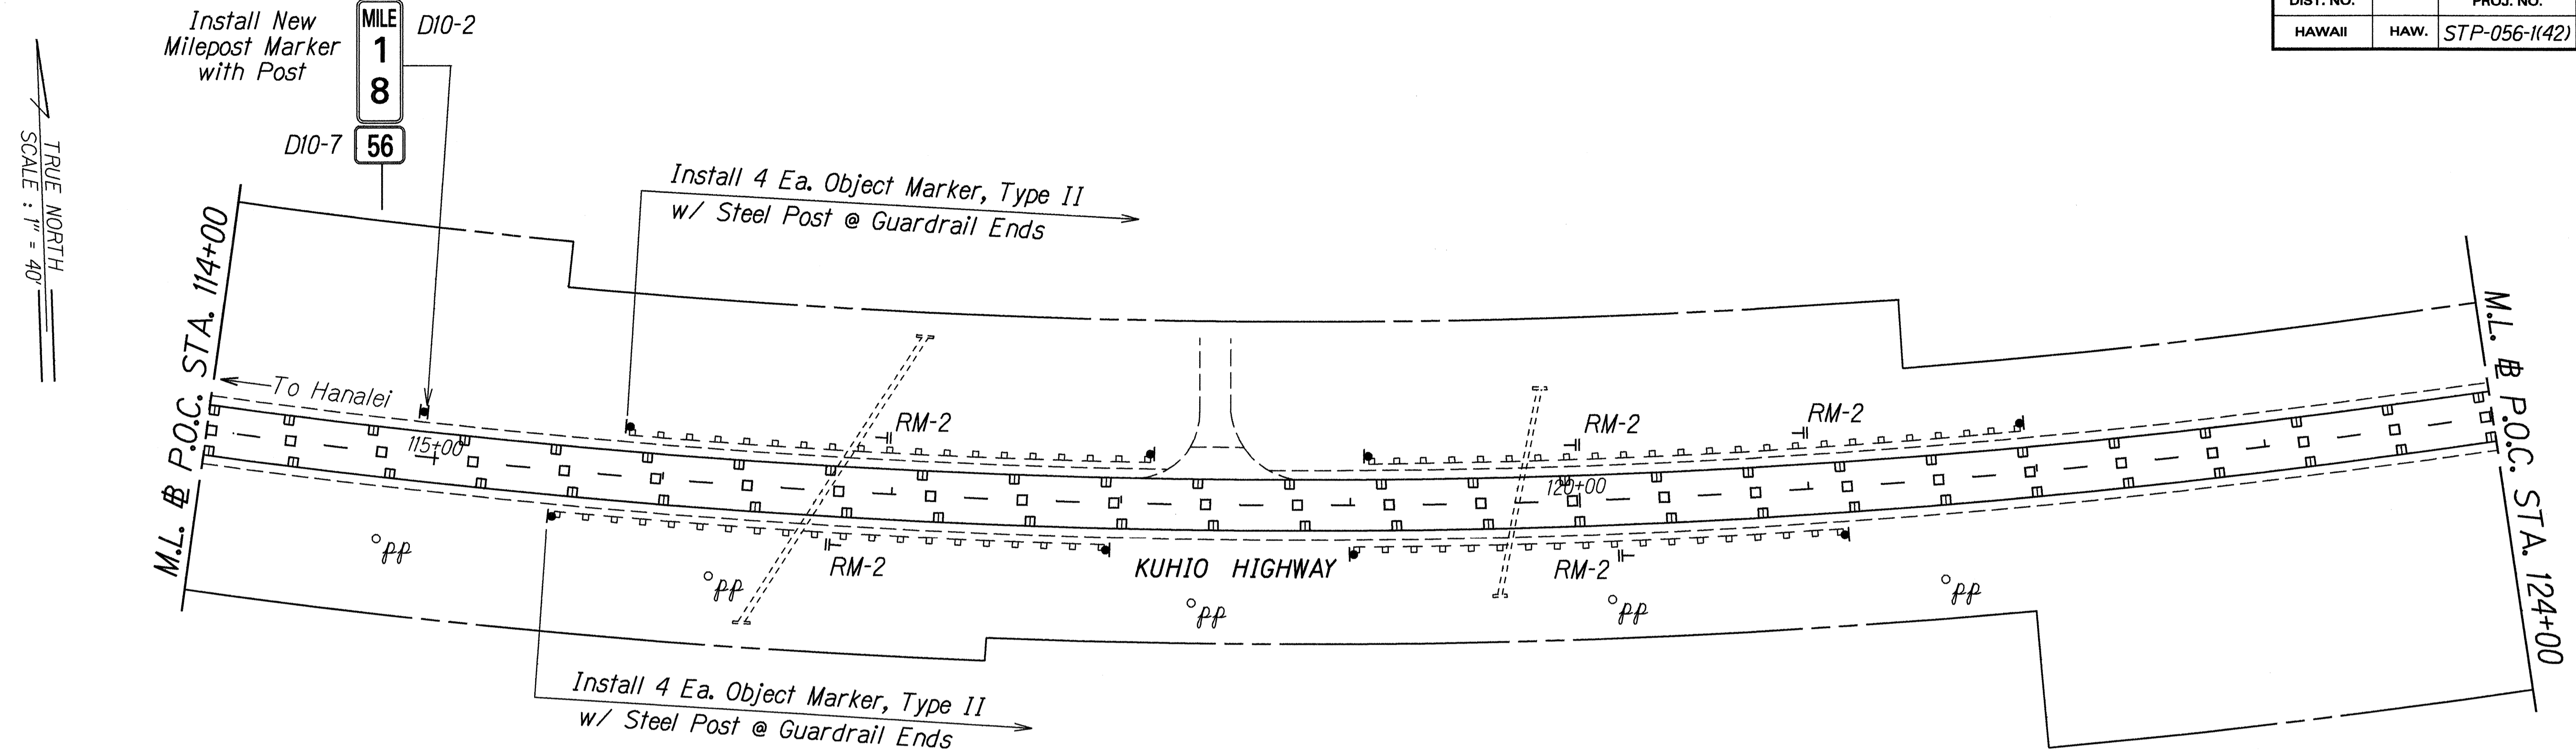 Install New
Milepost Marker
with Post
MILE
1
8
D10-2
D10-7
56
DIST. NO.
PROJ. NO.
HAWAII
HAW.
STP-056-1(42)
TRUE NORTH
SCALE : 1" = 40'
Install 4 Ea. Object Marker, Type II
w/ Steel Post @ Guardrail Ends
M.L. ℄ P.O.C. STA. 114+00
To Hanalei
115+00
RM-2
RM-2
RM-2
120+00
RM-2
KUHIO HIGHWAY
RM-2
pp
pp
pp
pp
pp
M.L. ℄ P.O.C. STA. 124+00
Install 4 Ea. Object Marker, Type II
w/ Steel Post @ Guardrail Ends